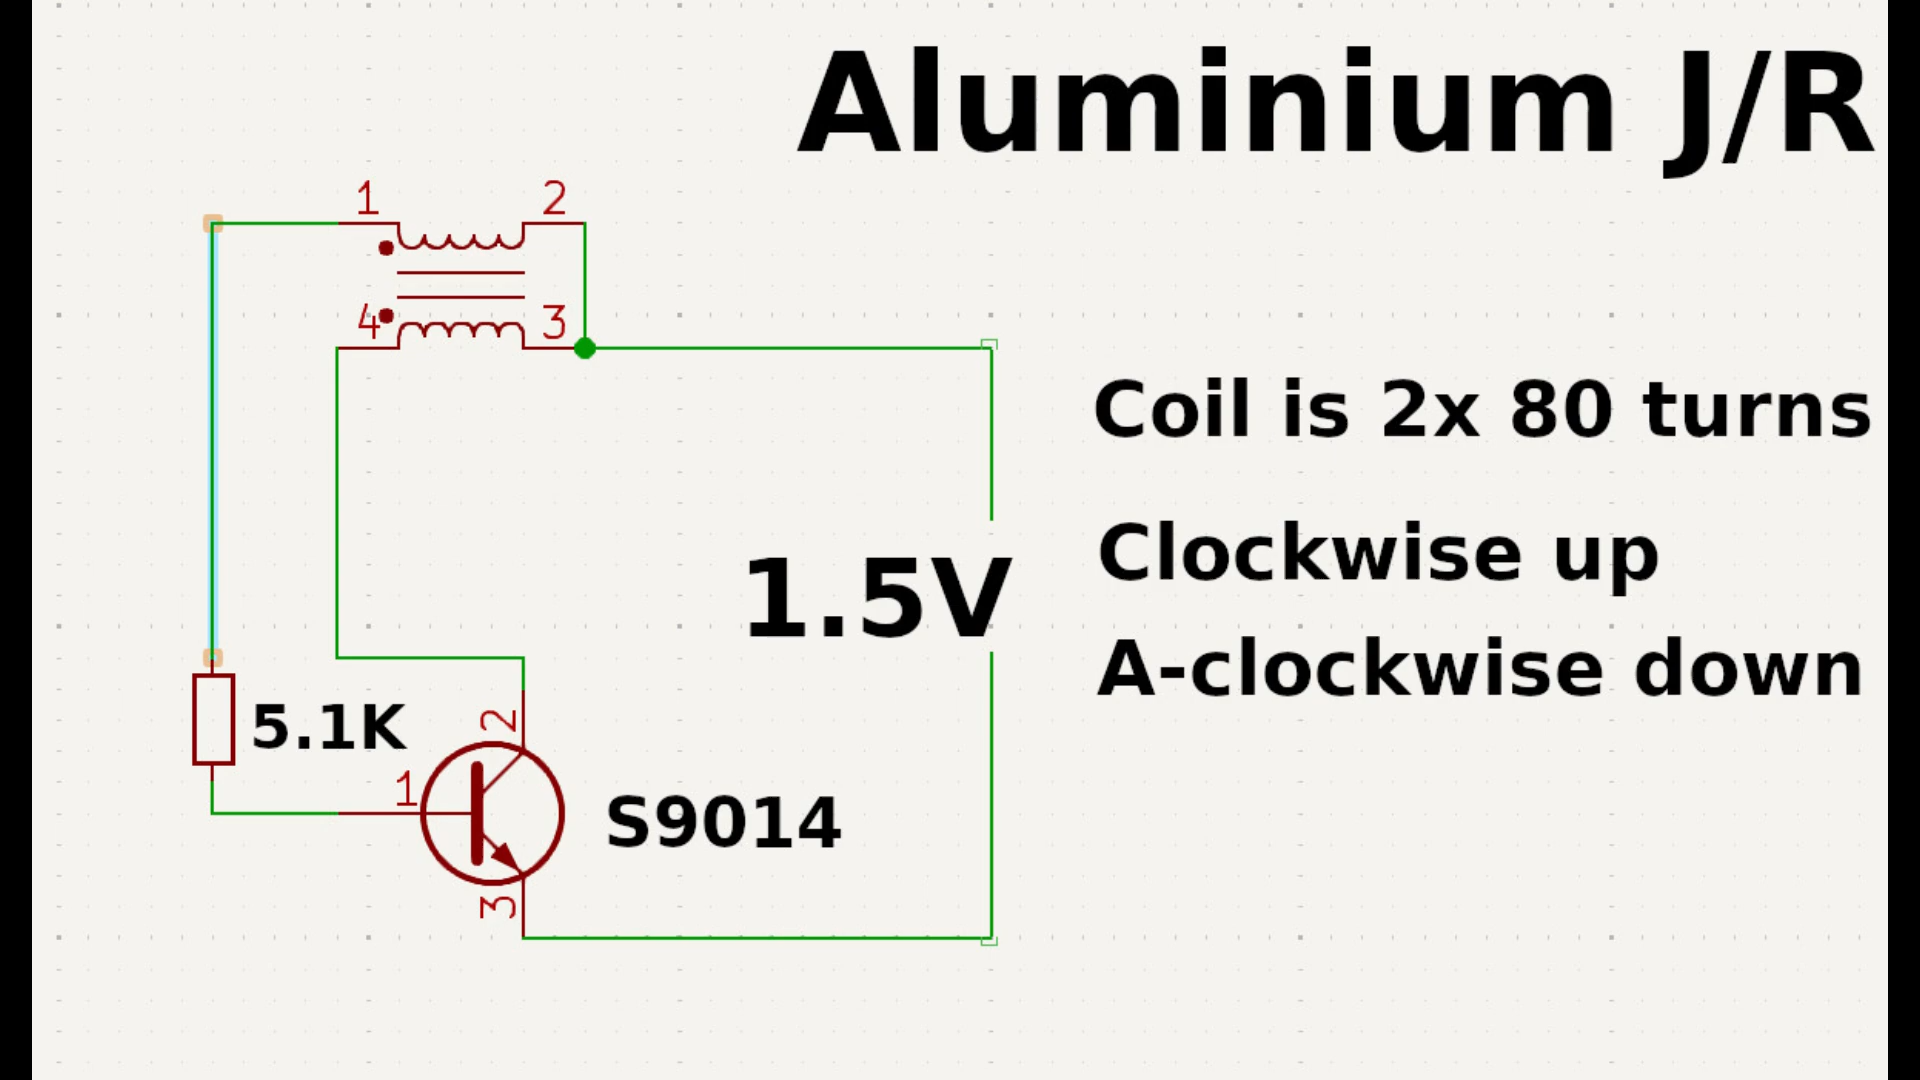 Aluminium J/R
1 2
4 3
Coil is 2x 80 turns
Clockwise up
1.5V
A-clockwise down
5.1K
2
1
S9014
3